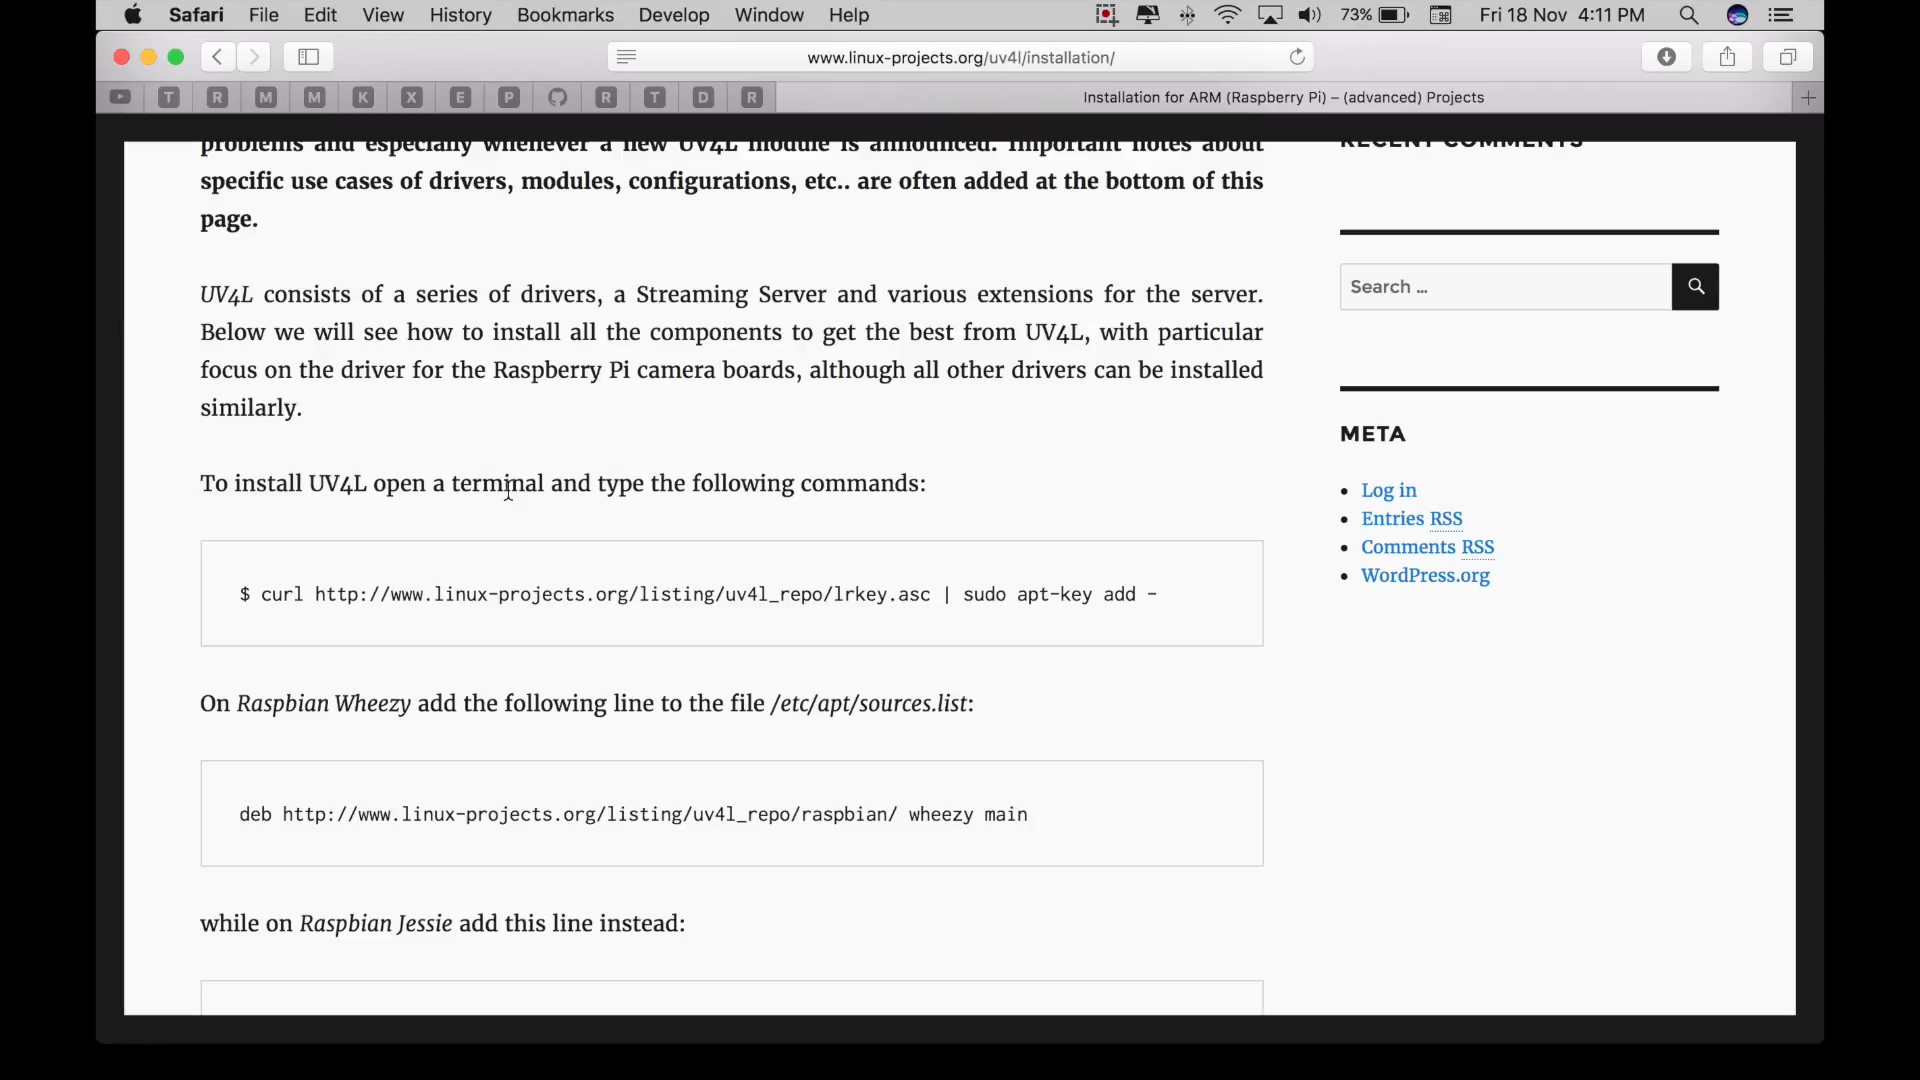 Safari File Edit View History Bookmarks Develop Window Help 73% Fri 18 Nov 4:11 PM
www.linux-projects.org/uv4l/installation/
T R M M K X E P R T D R Installation for ARM (Raspberry Pi) – (advanced) Projects
problems and especially whenever a new UV4L module is announced. Important notes about
specific use cases of drivers, modules, configurations, etc.. are often added at the bottom of this
page.
UV4L consists of a series of drivers, a Streaming Server and various extensions for the server.
Below we will see how to install all the components to get the best from UV4L, with particular
focus on the driver for the Raspberry Pi camera boards, although all other drivers can be installed
similarly.
To install UV4L open a terminal and type the following commands:
$ curl http://www.linux-projects.org/listing/uv4l_repo/lrkey.asc | sudo apt-key add -
On Raspbian Wheezy add the following line to the file /etc/apt/sources.list:
deb http://www.linux-projects.org/listing/uv4l_repo/raspbian/ wheezy main
while on Raspbian Jessie add this line instead:
RECENT COMMENTS
Search ...
META
Log in
Entries RSS
Comments RSS
WordPress.org